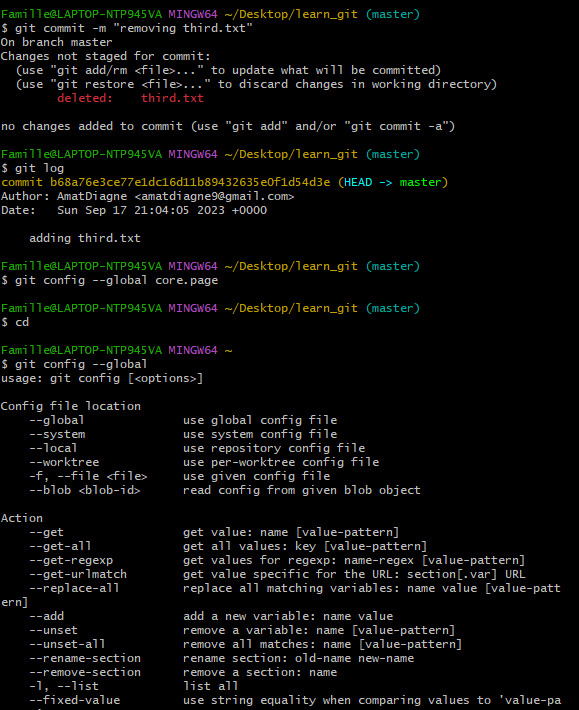 Famille@LAPTOP-NTP945VA MINGW64 ~/Desktop/learn_git (master)
$ git commit -m "removing third.txt"
On branch master
Changes not staged for commit:
  (use "git add/rm <file>..." to update what will be committed)
  (use "git restore <file>..." to discard changes in working directory)
        deleted:    third.txt

no changes added to commit (use "git add" and/or "git commit -a")

Famille@LAPTOP-NTP945VA MINGW64 ~/Desktop/learn_git (master)
$ git log
commit b68a76e3ce77e1dc16d11b89432635e0f1d54d3e (HEAD -> master)
Author: AmatDiagne <amatdiagne9@gmail.com>
Date:   Sun Sep 17 21:04:05 2023 +0000

    adding third.txt

Famille@LAPTOP-NTP945VA MINGW64 ~/Desktop/learn_git (master)
$ git config --global core.page

Famille@LAPTOP-NTP945VA MINGW64 ~/Desktop/learn_git (master)
$ cd

Famille@LAPTOP-NTP945VA MINGW64 ~
$ git config --global
usage: git config [<options>]

Config file location
    --global              use global config file
    --system              use system config file
    --local               use repository config file
    --worktree            use per-worktree config file
    -f, --file <file>     use given config file
    --blob <blob-id>      read config from given blob object

Action
    --get                 get value: name [value-pattern]
    --get-all             get all values: key [value-pattern]
    --get-regexp          get values for regexp: name-regex [value-pattern]
    --get-urlmatch        get value specific for the URL: section[.var] URL
    --replace-all         replace all matching variables: name value [value-patt
ern]
    --add                 add a new variable: name value
    --unset               remove a variable: name [value-pattern]
    --unset-all           remove all matches: name [value-pattern]
    --rename-section      rename section: old-name new-name
    --remove-section      remove a section: name
    -l, --list            list all
    --fixed-value         use string equality when comparing values to 'value-pa